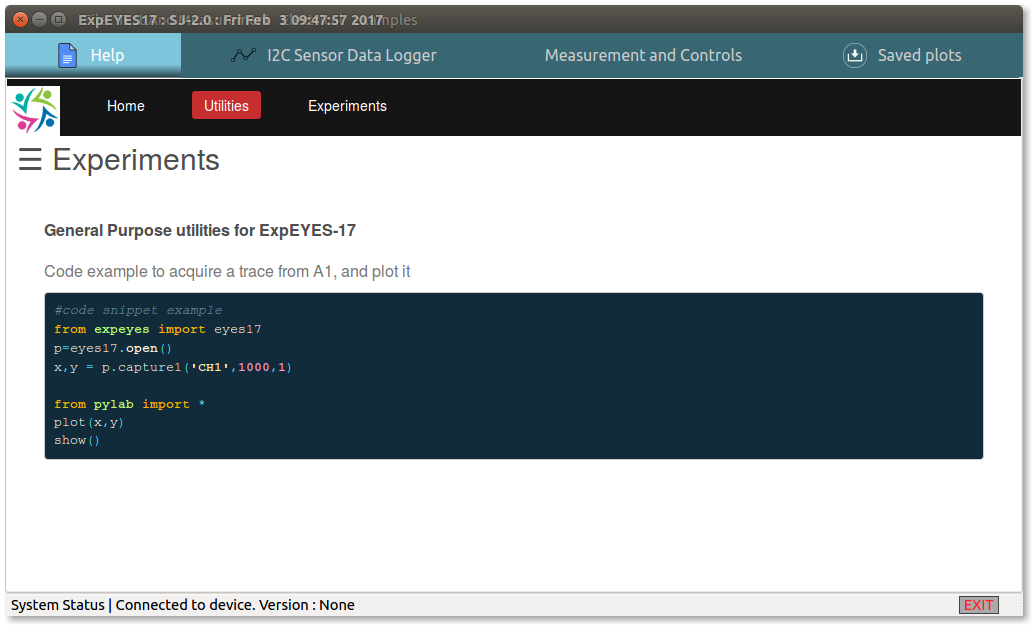 ExpEYES17 : SJ-2.0 : Fri Feb 3 09:47:57 2017
Help
I2C Sensor Data Logger
Measurement and Controls
Saved plots
Home
Utilities
Experiments
☰ Experiments
General Purpose utilities for ExpEYES-17
Code example to acquire a trace from A1, and plot it
#code snippet example
from expeyes import eyes17
p=eyes17.open()
x,y = p.capture1('CH1',1000,1)
from pylab import *
plot(x,y)
show()
System Status | Connected to device. Version : None
EXIT